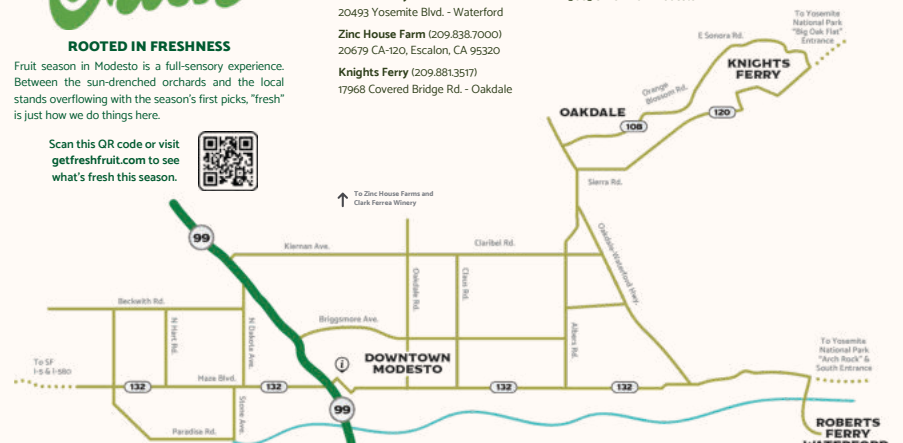 20493 Yosemite Blvd. - Waterford
Zinc House Farm (209.838.7000)
20679 CA-120, Escalon, CA 95320
Knights Ferry (209.881.3517)
17968 Covered Bridge Rd. - Oakdale
ROOTED IN FRESHNESS
Fruit season in Modesto is a full-sensory experience.
Between the sun-drenched orchards and the local
stands overflowing with the season's first picks, "fresh"
is just how we do things here.
Scan this QR code or visit
getfreshfruit.com to see
what's fresh this season.
To Yosemite
National Park
"Big Oak Flat"
Entrance
E Sonora Rd.
KNIGHTS
FERRY
Orange
Blossom Rd.
OAKDALE
108
120
Sierra Rd.
To Zinc House Farms and
Clark Ferrea Winery
99
Kiernan Ave.
Claribel Rd.
Oakdale-Waterford Hwy.
Oakdale Rd.
Claus Rd.
Beckwith Rd.
N Hart Rd.
N Dakota Ave.
Briggsmore Ave.
Albers Rd.
DOWNTOWN
MODESTO
To SF
I-5 & I-580
To Yosemite
National Park
"Arch Rock" &
South Entrance
132
Maze Blvd.
132
132
132
99
Stone Ave.
Paradise Rd.
ROBERTS
FERRY
WATERFORD